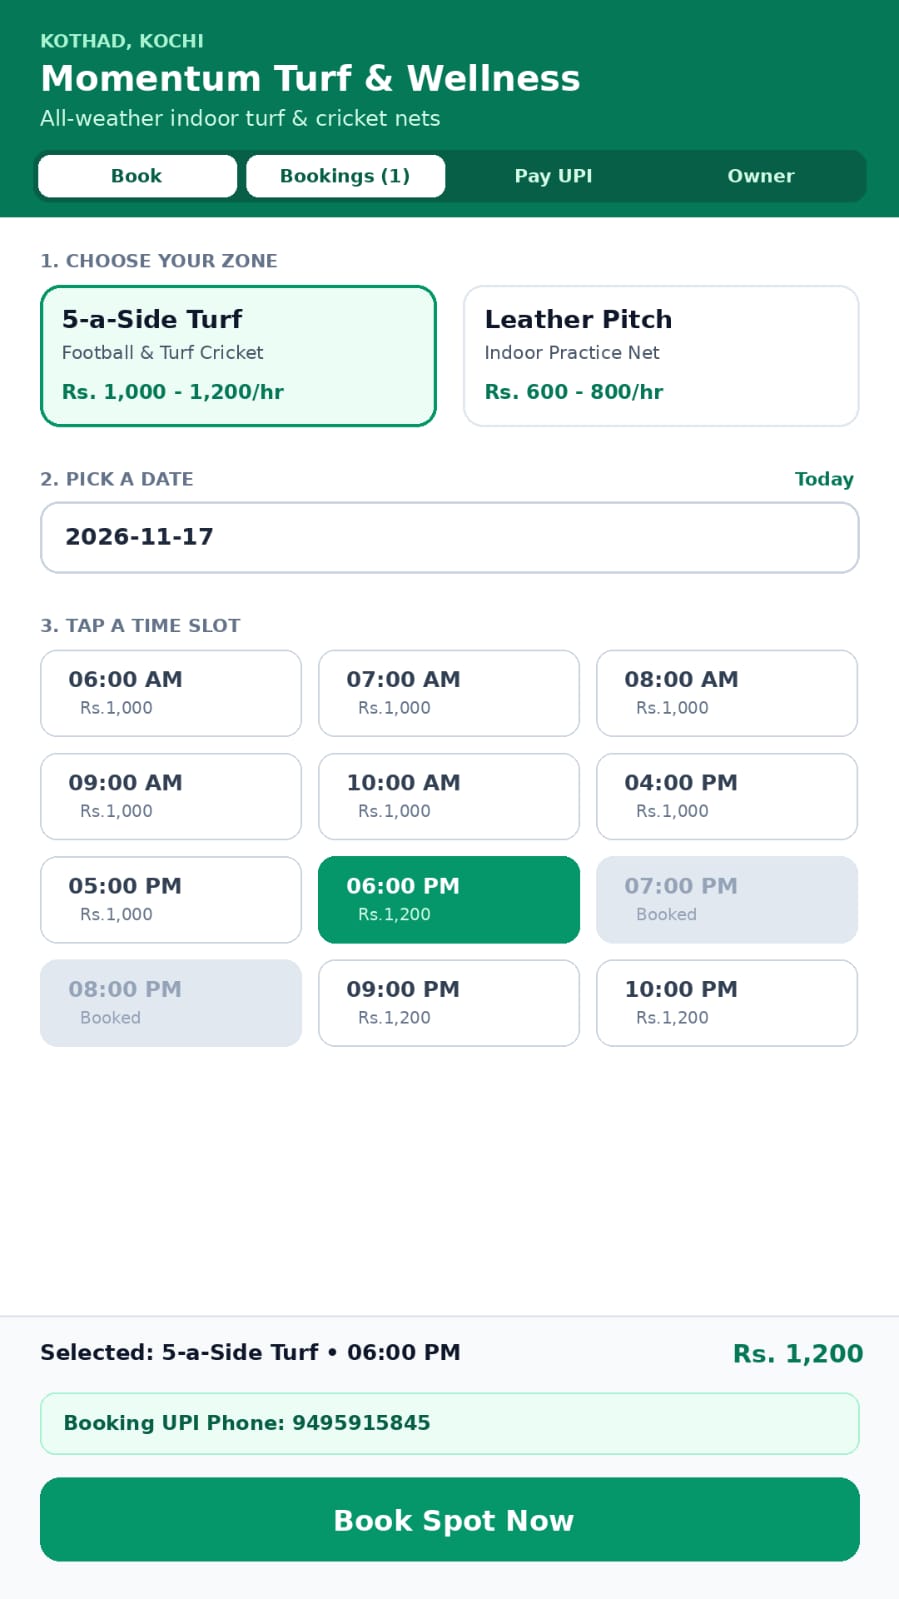 KOTHAD, KOCHI
Momentum Turf & Wellness
All-weather indoor turf & cricket nets
Book Bookings (1) Pay UPI Owner
1. CHOOSE YOUR ZONE
5-a-Side Turf
Football & Turf Cricket
Rs. 1,000 - 1,200/hr
Leather Pitch
Indoor Practice Net
Rs. 600 - 800/hr
2. PICK A DATE Today
2026-11-17
3. TAP A TIME SLOT
06:00 AM 07:00 AM 08:00 AM
Rs.1,000 Rs.1,000 Rs.1,000
09:00 AM 10:00 AM 04:00 PM
Rs.1,000 Rs.1,000 Rs.1,000
05:00 PM 06:00 PM 07:00 PM
Rs.1,000 Rs.1,200 Booked
08:00 PM 09:00 PM 10:00 PM
Booked Rs.1,200 Rs.1,200
Selected: 5-a-Side Turf • 06:00 PM Rs. 1,200
Booking UPI Phone: 9495915845
Book Spot Now